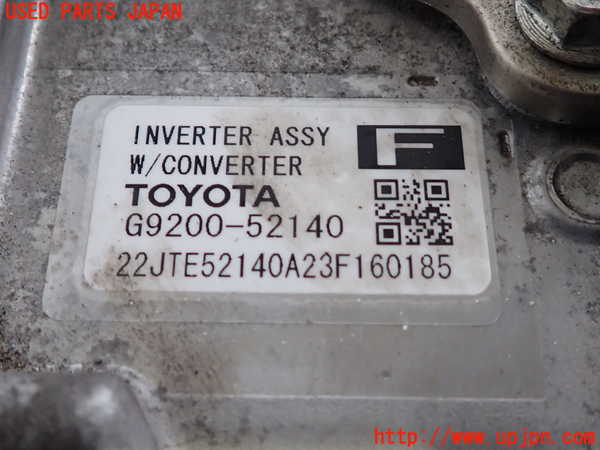 USED PARTS JAPAN
INVERTER ASSY
F
W/CONVERTER
TOYOTA
G9200-52140
22JTE52140A23F160185
http://www.upjpn.com/